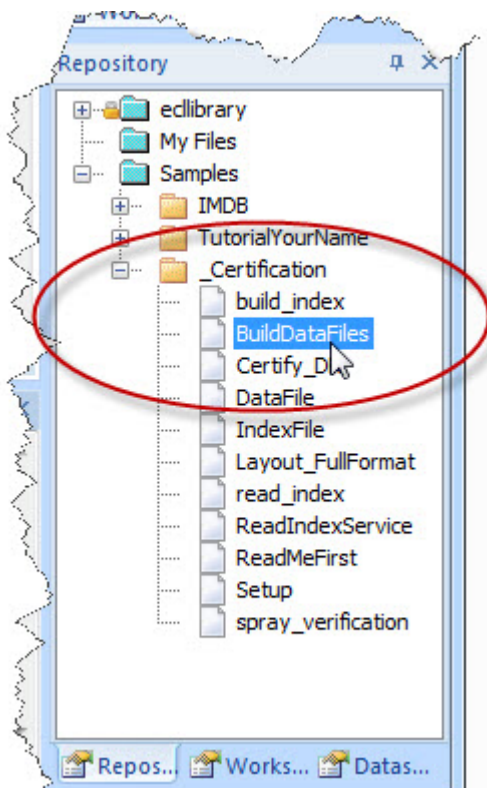 Repository
ecllibrary
My Files
Samples
IMDB
TutorialYourName
_Certification
build_index
BuildDataFiles
Certify_D
DataFile
IndexFile
Layout_FullFormat
read_index
ReadIndexService
ReadMeFirst
Setup
spray_verification
Repos... Works... Datas...